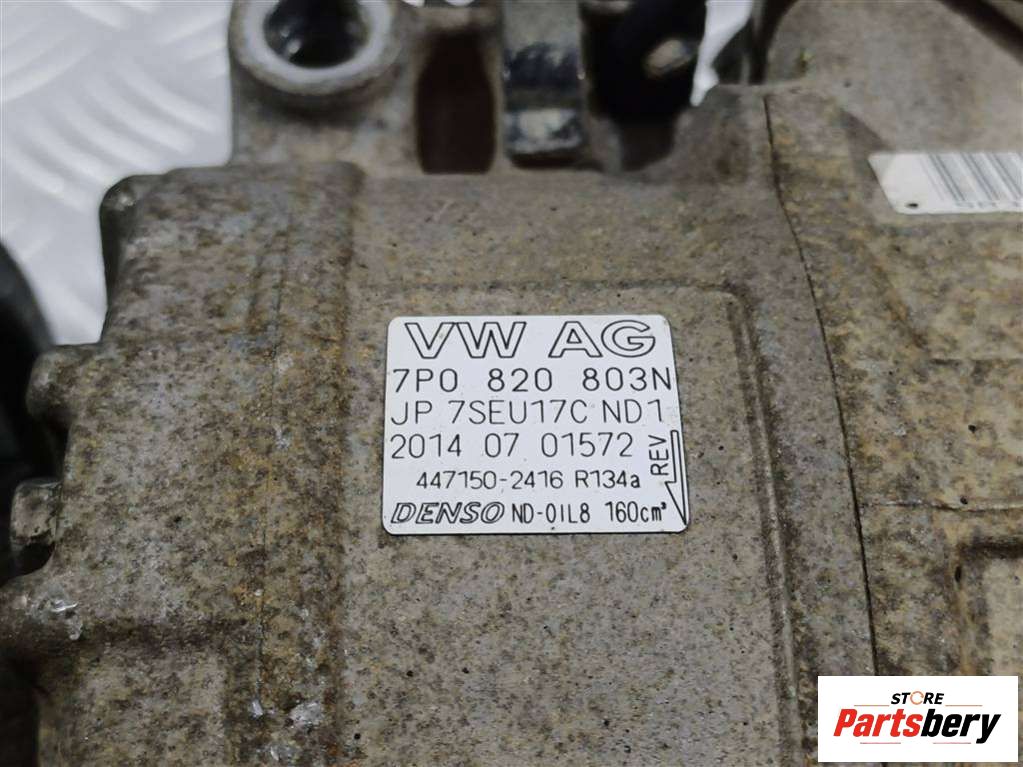 VW AG
7P0 820 803N
JP 7SEU17C ND1
2014 07 01572
REV
447150-2416 R134a
DENSO ND-OIL8 160cm³
STORE
Partsbery